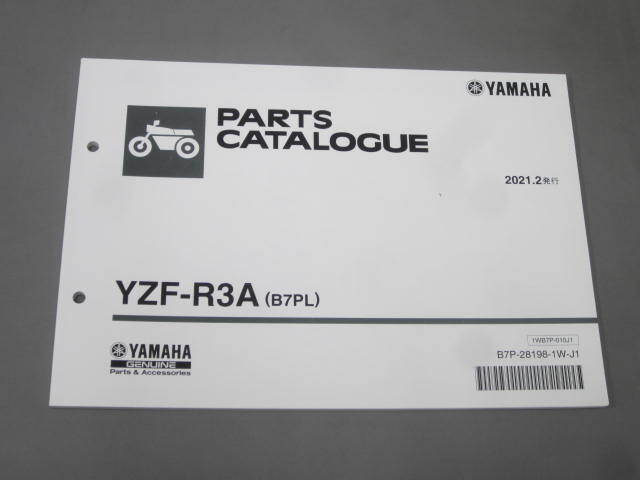 YAMAHA
PARTS
CATALOGUE
2021.2発行
YZF-R3A (B7PL)
1WB7P-010J1
B7P-28198-1W-J1
YAMAHA
GENUINE
Parts & Accessories